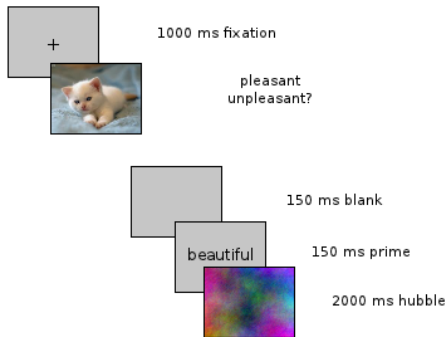 +
1000 ms fixation
pleasant
unpleasant?
150 ms blank
beautiful
150 ms prime
2000 ms hubble